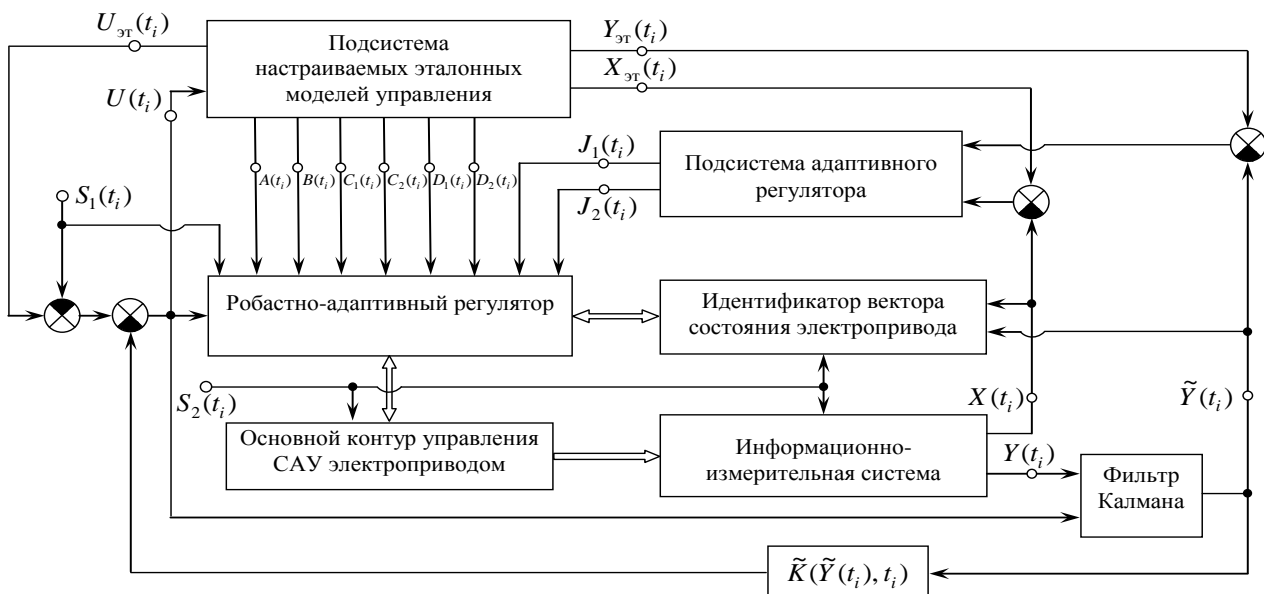 U_эт(t_i)
Подсистема
настраиваемых эталонных
моделей управления
Y_эт(t_i)
X_эт(t_i)
U(t_i)
J_1(t_i)
Подсистема адаптивного
регулятора
A(t_i) B(t_i) C_1(t_i) C_2(t_i) D_1(t_i) D_2(t_i)
J_2(t_i)
S_1(t_i)
Робастно-адаптивный регулятор
Идентификатор вектора
состояния электропривода
S_2(t_i)
X(t_i)
Ỹ(t_i)
Основной контур управления
САУ электроприводом
Информационно-
измерительная система
Y(t_i)
Фильтр
Калмана
K̃(Ỹ(t_i), t_i)